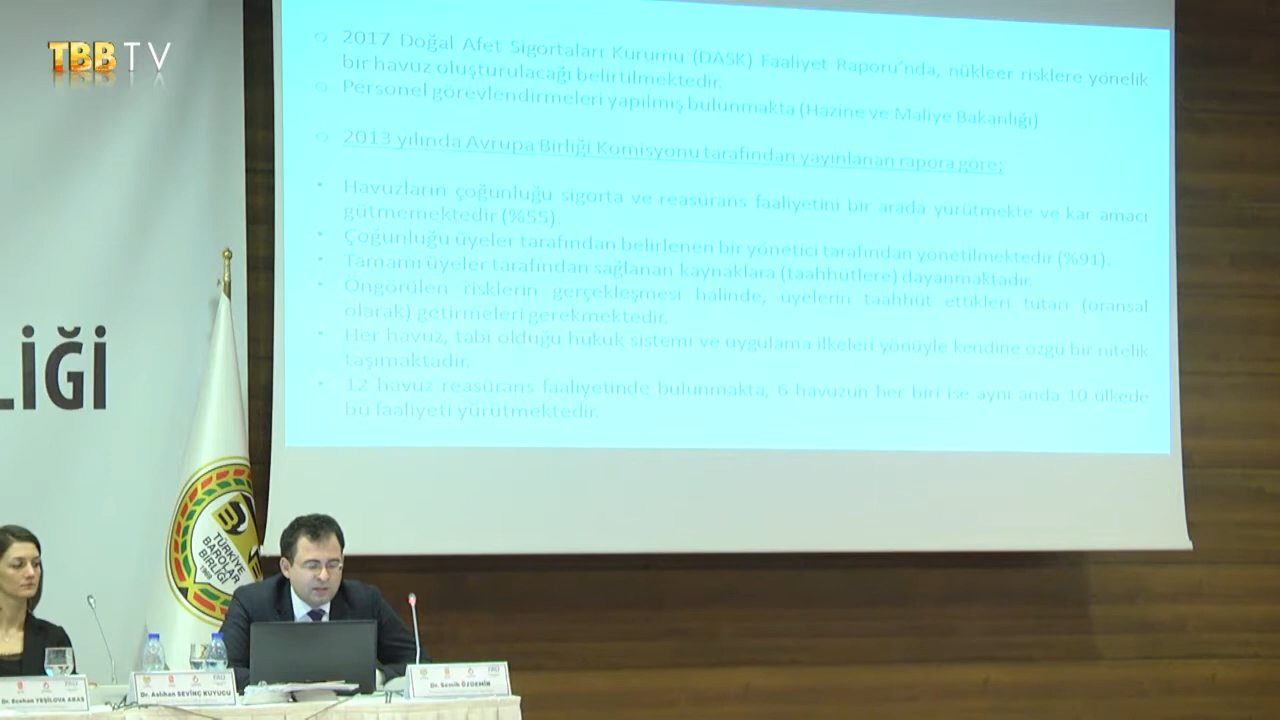 TBB TV
○ 2017 Doğal Afet Sigortaları Kurumu (DASK) Faaliyet Raporu’nda, nükleer risklere yönelik
bir havuz oluşturulacağı belirtilmektedir.
○ Personel görevlendirmeleri yapılmış bulunmakta (Hazine ve Maliye Bakanlığı)
○ 2013 yılında Avrupa Birliği Komisyonu tarafından yayınlanan rapora göre;
• Havuzların çoğunluğu sigorta ve reasürans faaliyetini bir arada yürütmekte ve kar amacı
gütmemektedir (%55).
• Çoğunluğu üyeler tarafından belirlenen bir yönetici tarafından yönetilmektedir (%91).
• Tamamı üyeler tarafından sağlanan kaynaklara (taahhütlere) dayanmaktadır.
• Öngörülen risklerin gerçekleşmesi halinde, üyelerin taahhüt ettikleri tutarı (oransal
olarak) getirmeleri gerekmektedir.
• Her havuz, tabi olduğu hukuk sistemi ve uygulama ilkeleri yönüyle kendine özgü bir nitelik
taşımaktadır.
• 12 havuz reasürans faaliyetinde bulunmakta, 6 havuzun her biri ise aynı anda 10 ülkede
bu faaliyeti yürütmektedir.
LİĞİ
TÜRKİYE
BAROLAR
BİRLİĞİ
1969
Dr. Aslıhan SEVİNÇ KUYUCU
Dr. Semih ÖZDEMİR
YEŞİLOVA ARAS